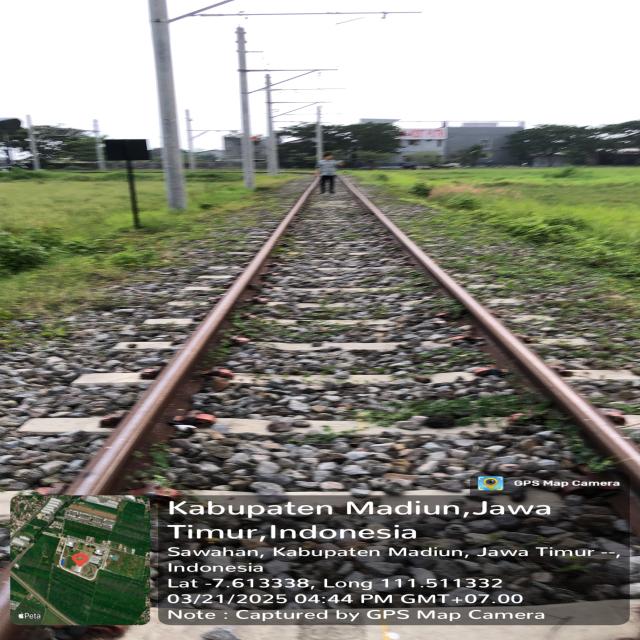 GPS Map Camera
Kabupaten Madiun,Jawa
Timur,Indonesia
Sawahan, Kabupaten Madiun, Jawa Timur --,
Indonesia
Lat -7.613338, Long 111.511332
03/21/2025 04:44 PM GMT+07.00
Note : Captured by GPS Map Camera
Peta